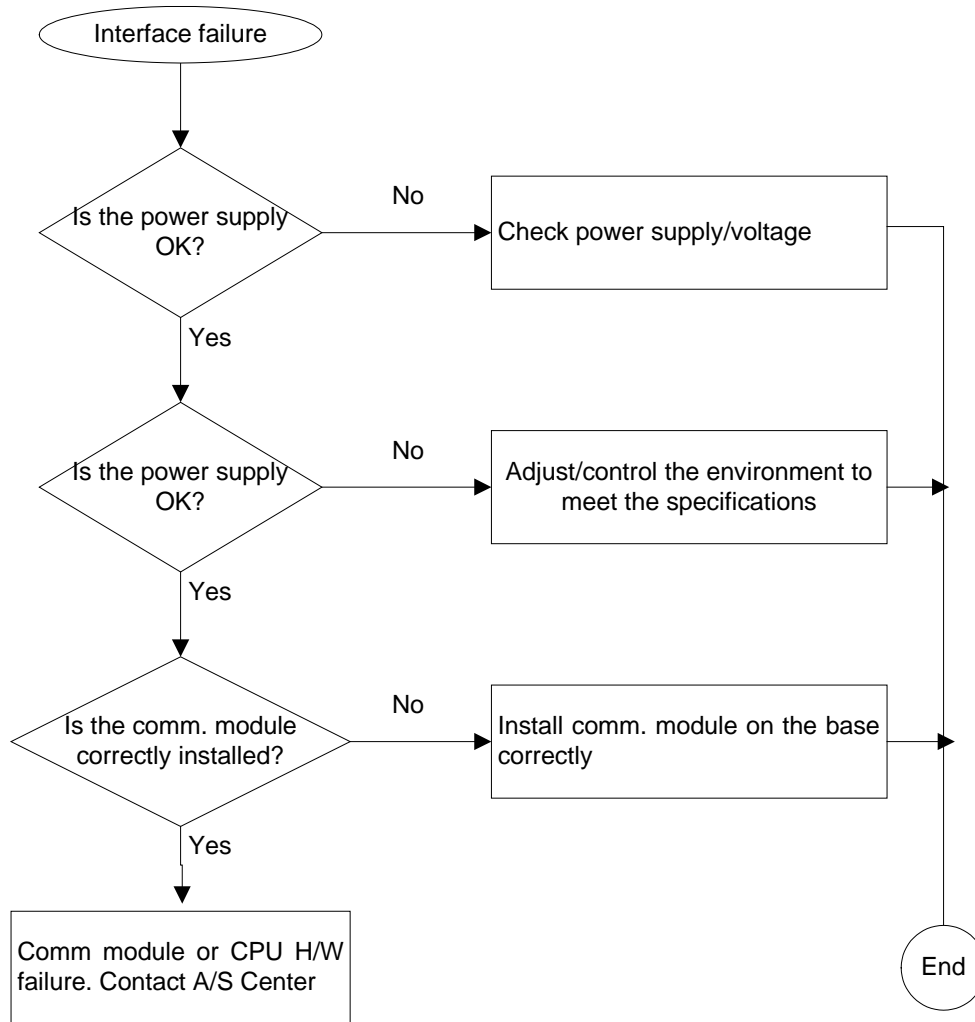 Interface failure
Is the power supply
OK?
No
Check power supply/voltage
Yes
Is the power supply
OK?
No
Adjust/control the environment to
meet the specifications
Yes
Is the comm. module
correctly installed?
No
Install comm. module on the base
correctly
Yes
Comm module or CPU H/W
failure. Contact A/S Center
End